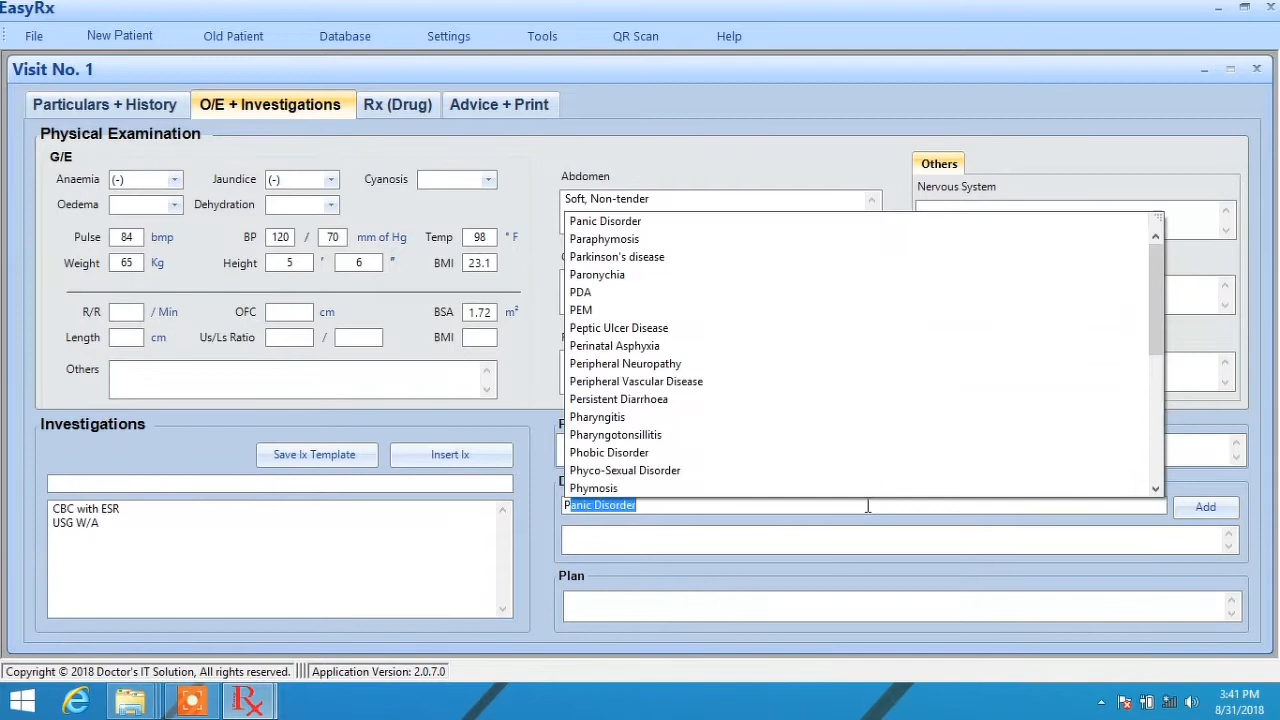 EasyRx
File New Patient Old Patient Database Settings Tools QR Scan Help
Visit No. 1
Particulars + History O/E + Investigations Rx (Drug) Advice + Print
Physical Examination
G/E
Anaemia (-) Jaundice (-) Cyanosis
Oedema Dehydration
Pulse 84 bmp BP 120 / 70 mm of Hg Temp 98 ° F
Weight 65 Kg Height 5 ' 6 " BMI 23.1
R/R / Min OFC cm BSA 1.72 m²
Length cm Us/Ls Ratio / BMI
Others
Abdomen
Soft, Non-tender
Others
Nervous System
Panic Disorder
Paraphymosis
Parkinson's disease
Paronychia
PDA
PEM
Peptic Ulcer Disease
Perinatal Asphyxia
Peripheral Neuropathy
Peripheral Vascular Disease
Persistent Diarrhoea
Pharyngitis
Pharyngotonsillitis
Phobic Disorder
Phyco-Sexual Disorder
Phymosis
Panic Disorder Add
Plan
Investigations
Save Ix Template Insert Ix
CBC with ESR
USG W/A
Copyright © 2018 Doctor's IT Solution, All rights reserved. Application Version: 2.0.7.0
3:41 PM
8/31/2018